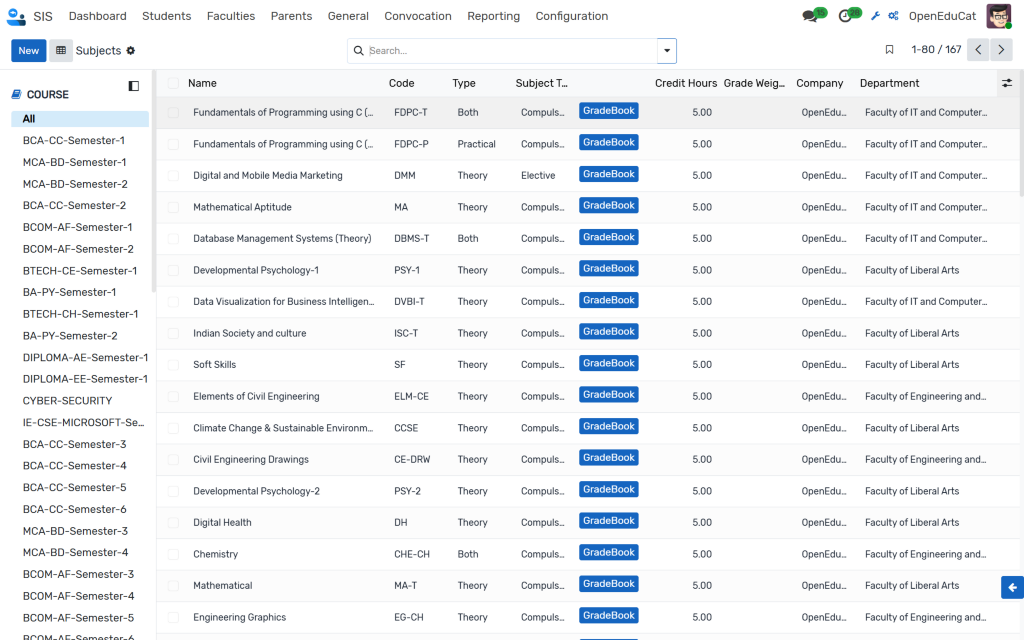 SIS Dashboard Students Faculties Parents General Convocation Reporting Configuration 15 28 OpenEduCat
New Subjects Search... 1-80 / 167
COURSE
All
BCA-CC-Semester-1
MCA-BD-Semester-1
MCA-BD-Semester-2
BCA-CC-Semester-2
BCOM-AF-Semester-1
BCOM-AF-Semester-2
BTECH-CE-Semester-1
BA-PY-Semester-1
BTECH-CH-Semester-1
BA-PY-Semester-2
DIPLOMA-AE-Semester-1
DIPLOMA-EE-Semester-1
CYBER-SECURITY
IE-CSE-MICROSOFT-Se...
BCA-CC-Semester-3
BCA-CC-Semester-4
BCA-CC-Semester-5
BCA-CC-Semester-6
MCA-BD-Semester-3
MCA-BD-Semester-4
BCOM-AF-Semester-3
BCOM-AF-Semester-4
BCOM-AF-Semester-5
BCOM-AF-Semester-6
Name Code Type Subject T... Credit Hours Grade Weig... Company Department
Fundamentals of Programming using C (... FDPC-T Both Compuls... GradeBook 5.00 OpenEdu... Faculty of IT and Computer...
Fundamentals of Programming using C (... FDPC-P Practical Compuls... GradeBook 5.00 OpenEdu... Faculty of IT and Computer...
Digital and Mobile Media Marketing DMM Theory Elective GradeBook 5.00 OpenEdu... Faculty of IT and Computer...
Mathematical Aptitude MA Theory Compuls... GradeBook 5.00 OpenEdu... Faculty of IT and Computer...
Database Management Systems (Theory) DBMS-T Both Compuls... GradeBook 5.00 OpenEdu... Faculty of IT and Computer...
Developmental Psychology-1 PSY-1 Theory Compuls... GradeBook 5.00 OpenEdu... Faculty of Liberal Arts
Data Visualization for Business Intelligen... DVBI-T Theory Compuls... GradeBook 5.00 OpenEdu... Faculty of IT and Computer...
Indian Society and culture ISC-T Theory Compuls... GradeBook 5.00 OpenEdu... Faculty of Liberal Arts
Soft Skills SF Theory Compuls... GradeBook 5.00 OpenEdu... Faculty of Liberal Arts
Elements of Civil Engineering ELM-CE Theory Compuls... GradeBook 5.00 OpenEdu... Faculty of Engineering and...
Climate Change & Sustainable Environm... CCSE Theory Compuls... GradeBook 5.00 OpenEdu... Faculty of Liberal Arts
Civil Engineering Drawings CE-DRW Theory Compuls... GradeBook 5.00 OpenEdu... Faculty of Engineering and...
Developmental Psychology-2 PSY-2 Theory Compuls... GradeBook 5.00 OpenEdu... Faculty of Liberal Arts
Digital Health DH Theory Compuls... GradeBook 5.00 OpenEdu... Faculty of Liberal Arts
Chemistry CHE-CH Both Compuls... GradeBook 5.00 OpenEdu... Faculty of Engineering and...
Mathematical MA-T Theory Compuls... GradeBook 5.00 OpenEdu... Faculty of Liberal Arts
Engineering Graphics EG-CH Theory Compuls... GradeBook 5.00 OpenEdu... Faculty of Engineering and...